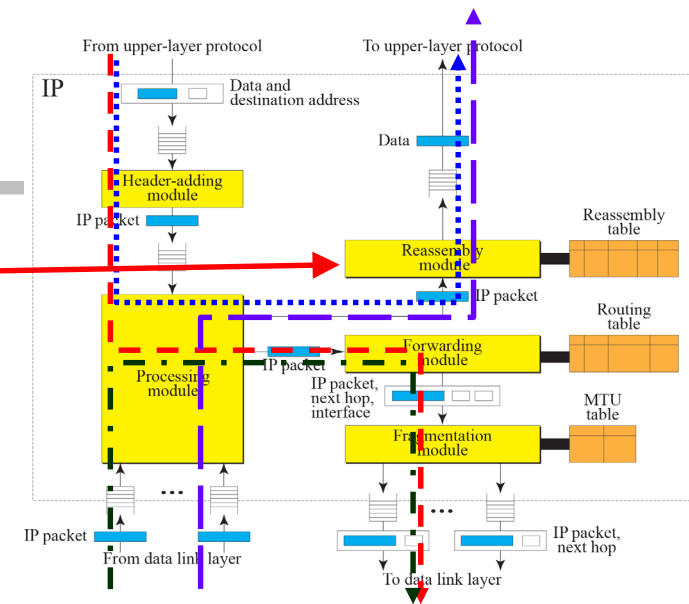 From upper-layer protocol
To upper-layer protocol
IP
Data and
destination address
Data
Header-adding
module
IP packet
Reassembly
table
Reassembly
module
IP packet
Routing
table
Forwarding
module
IP packet
Processing
module
IP packet,
next hop,
interface
MTU
table
Fragmentation
module
IP packet
From data link layer
IP packet,
next hop
To data link layer